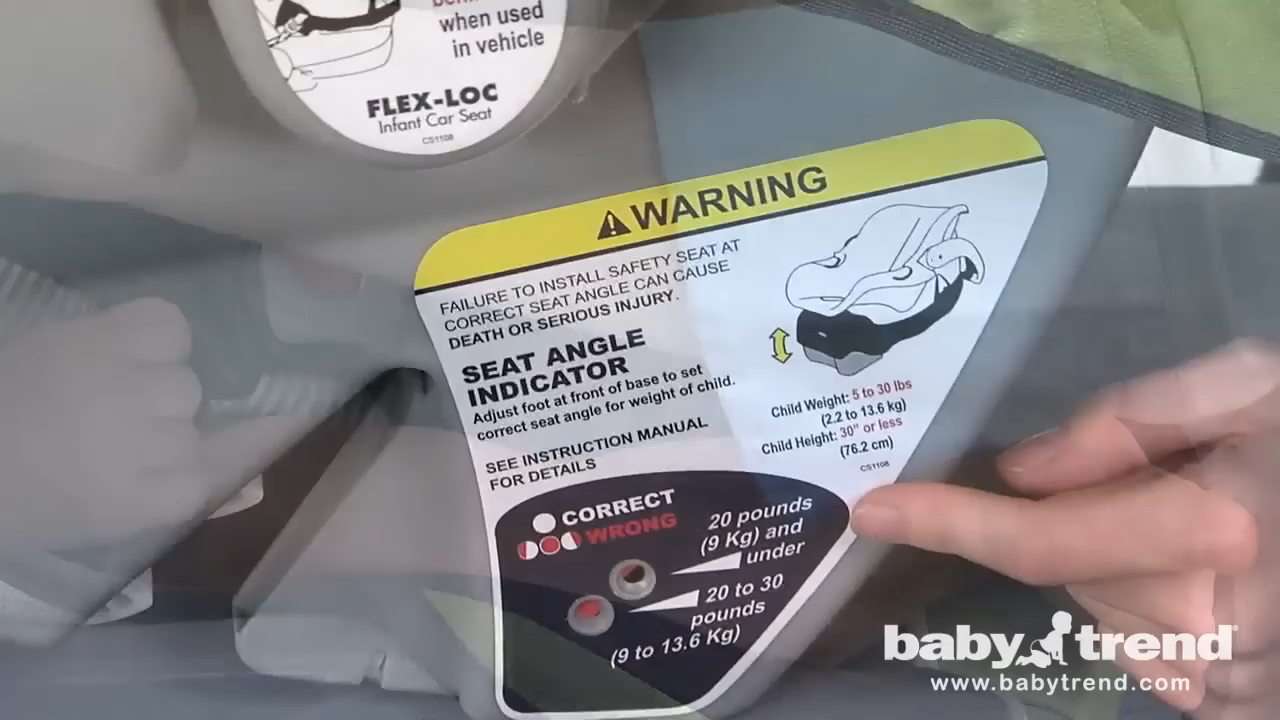 when used
in vehicle
FLEX-LOC
Infant Car Seat
CS1108
WARNING
FAILURE TO INSTALL SAFETY SEAT AT
CORRECT SEAT ANGLE CAN CAUSE
DEATH OR SERIOUS INJURY.
SEAT ANGLE
INDICATOR
Adjust foot at front of base to set
correct seat angle for weight of child.
SEE INSTRUCTION MANUAL
FOR DETAILS
Child Weight: 5 to 30 lbs
(2.2 to 13.6 kg)
Child Height: 30" or less
(76.2 cm)
CS1108
CORRECT
WRONG
20 pounds
(9 Kg) and
under
20 to 30
pounds
(9 to 13.6 Kg)
baby trend®
www.babytrend.com